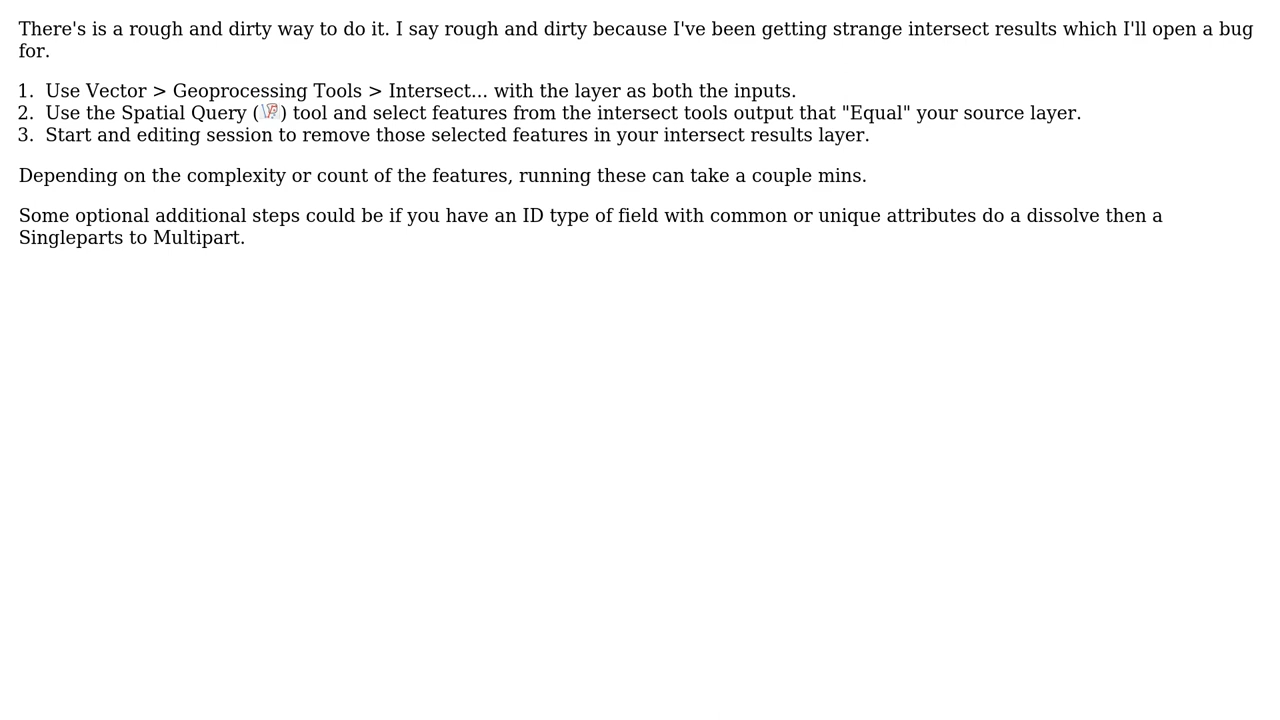 There's is a rough and dirty way to do it. I say rough and dirty because I've been getting strange intersect results which I'll open a bug
for.
1. Use Vector > Geoprocessing Tools > Intersect... with the layer as both the inputs.
2. Use the Spatial Query () tool and select features from the intersect tools output that "Equal" your source layer.
3. Start and editing session to remove those selected features in your intersect results layer.
Depending on the complexity or count of the features, running these can take a couple mins.
Some optional additional steps could be if you have an ID type of field with common or unique attributes do a dissolve then a
Singleparts to Multipart.